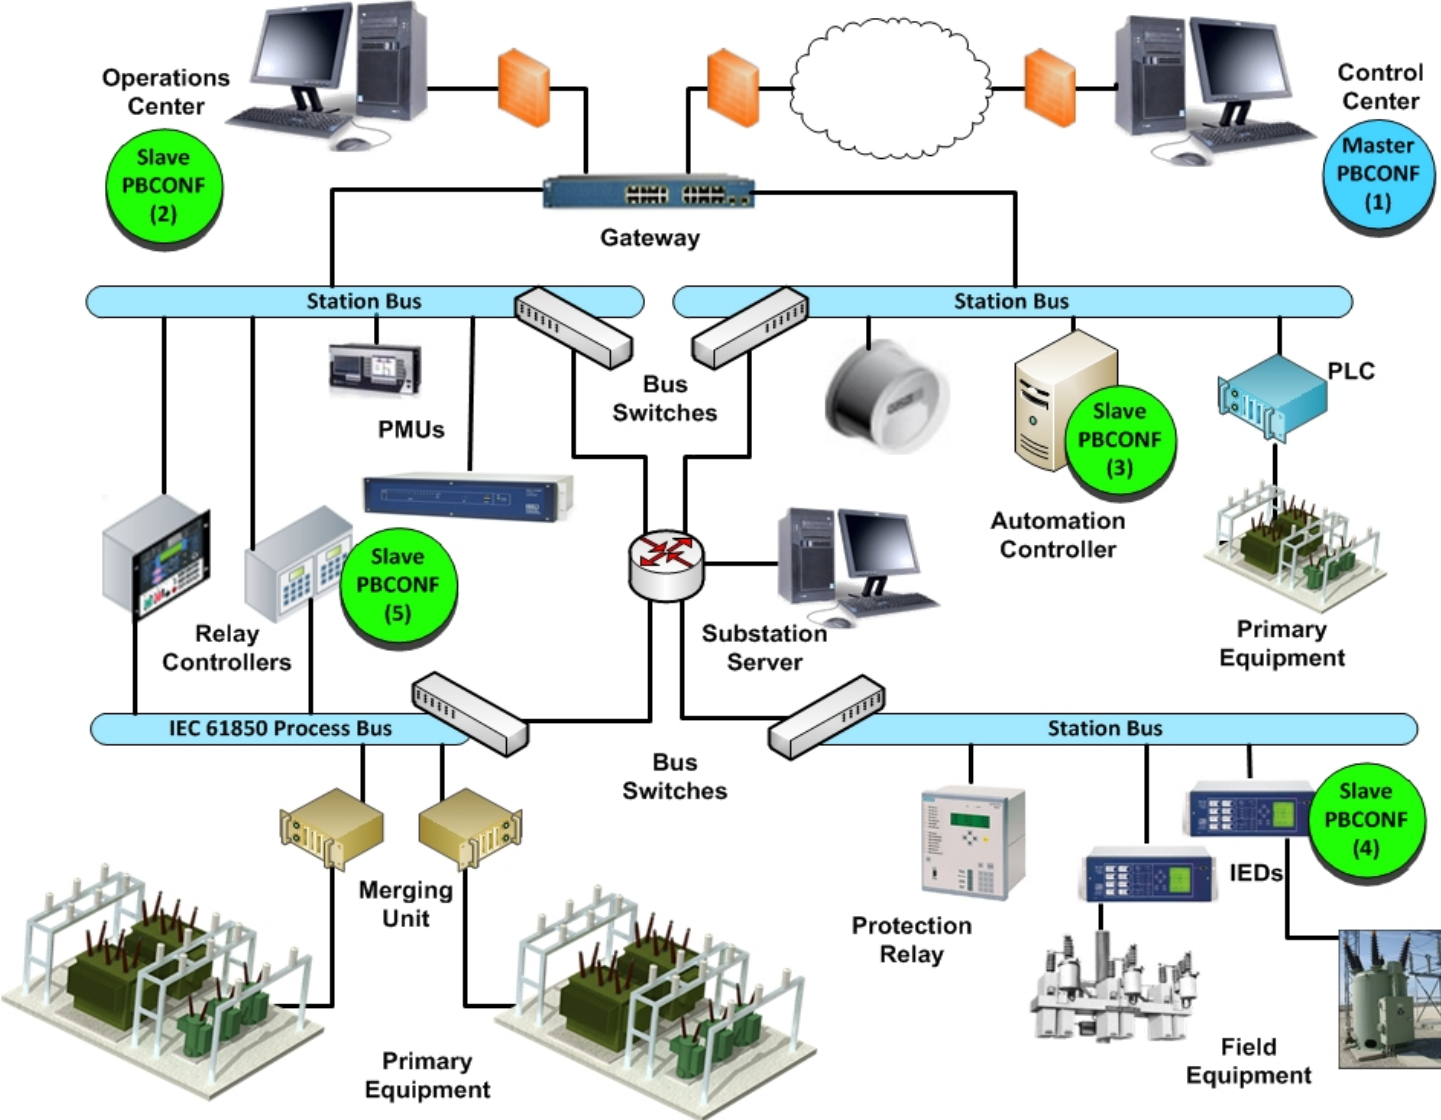 Operations
Center
Slave
PBCONF
(2)
Control
Center
Master
PBCONF
(1)
Gateway
Station Bus
Station Bus
Bus
Switches
PMUs
PLC
Slave
PBCONF
(3)
Automation
Controller
Slave
PBCONF
(5)
Relay
Controllers
Substation
Server
Primary
Equipment
IEC 61850 Process Bus
Station Bus
Bus
Switches
Slave
PBCONF
(4)
IEDs
Merging
Unit
Protection
Relay
Primary
Equipment
Field
Equipment